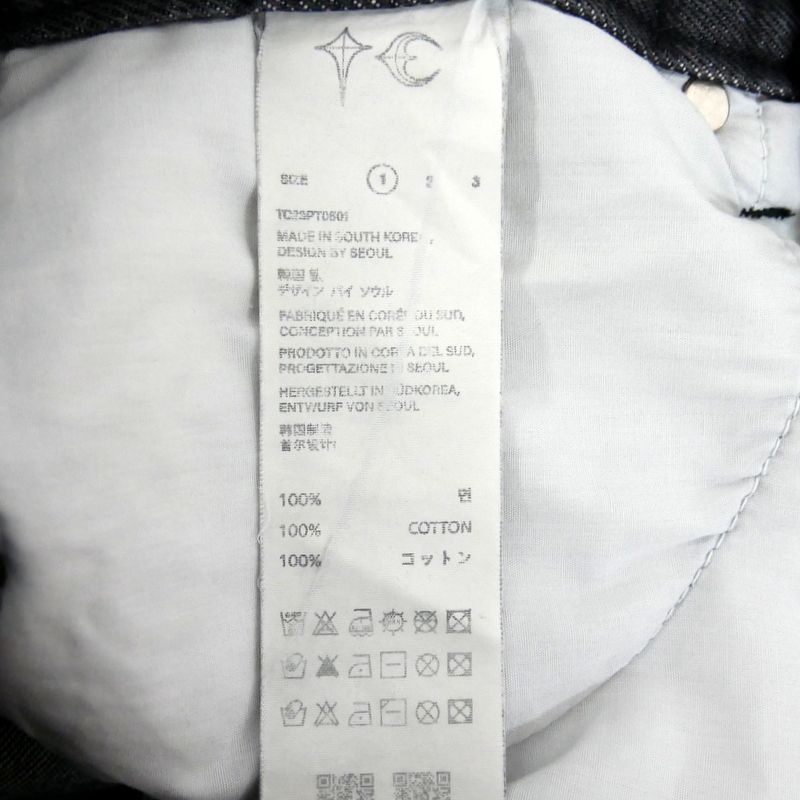 SIZE 1 2 3
MADE IN SOUTH KOREA,
DESIGN BY SEOUL
韓国製
デザイン バイ ソウル
FABRIQUÉ EN CORÉE DU SUD,
CONCEPTION PAR SEOUL
PRODOTTO IN COREA DEL SUD,
PROGETTAZIONE DI SEOUL
HERGESTELLT IN SÜDKOREA,
ENTWURF VON SEOUL
韩国制造
首尔设计
100% 면
100% COTTON
100% コットン